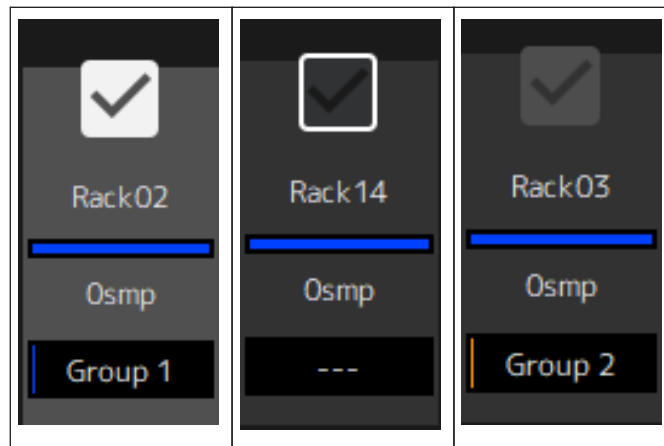 Rack02
0smp
Group 1
Rack14
0smp
---
Rack03
0smp
Group 2